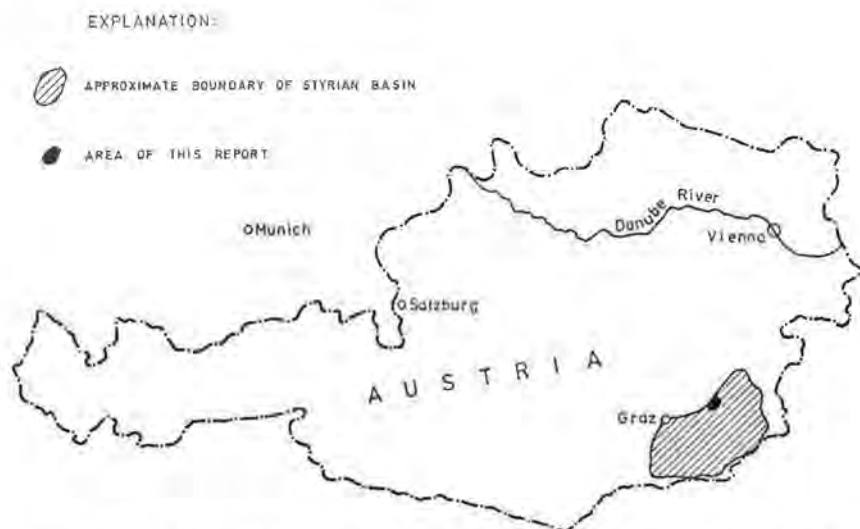 EXPLANATION:
APPROXIMATE BOUNDARY OF STYRIAN BASIN
AREA OF THIS REPORT
Munich
Danube River
Vienna
Salzburg
AUSTRIA
Graz